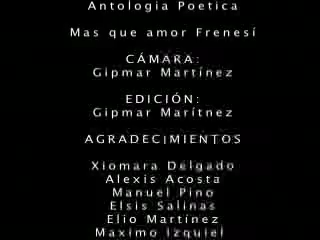 Antologia Poetica
Mas que amor Frenesí
CÁMARA:
Gipmar Martínez
EDICIÓN:
Gipmar Marítnez
AGRADECIMIENTOS
Xiomara Delgado
Alexis Acosta
Manuel Pino
Elsis Salinas
Elio Martínez
Maximo Izquiel